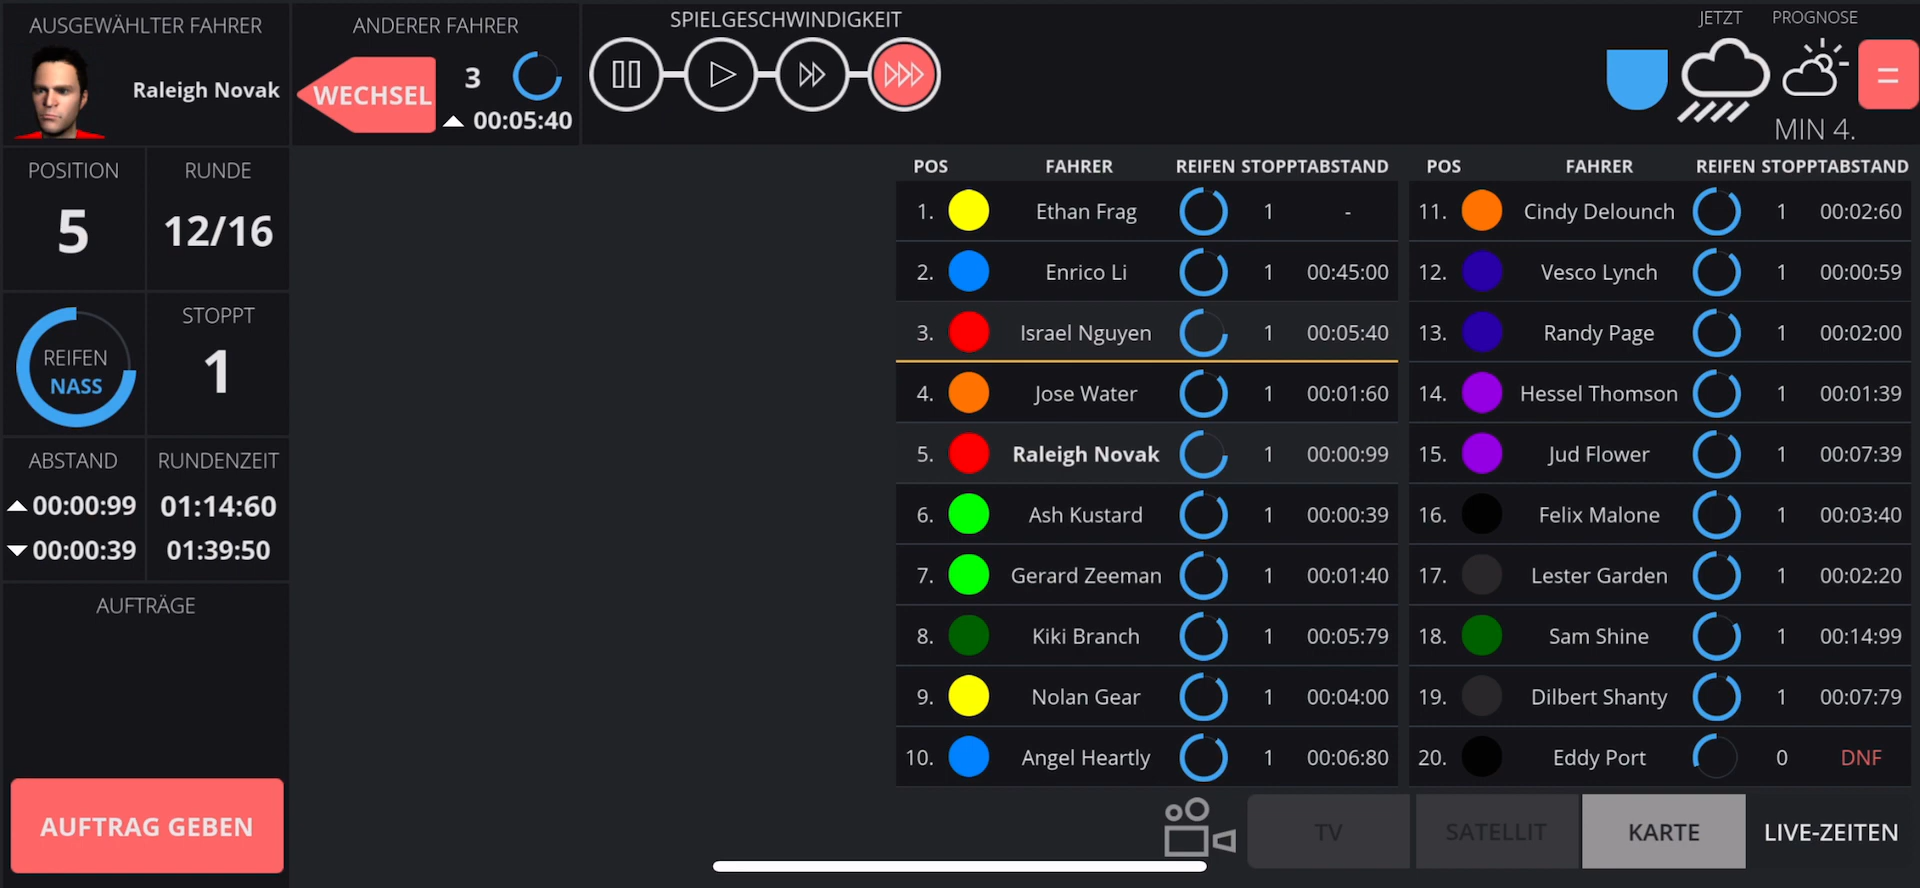 AUSGEWÄHLTER FAHRER
Raleigh Novak
ANDERER FAHRER
WECHSEL
3
00:05:40
SPIELGESCHWINDIGKEIT
JETZT
PROGNOSE
MIN 4.
POSITION
5
RUNDE
12/16
REIFEN
NASS
STOPPT
1
ABSTAND
00:00:99
00:00:39
RUNDENZEIT
01:14:60
01:39:50
AUFTRÄGE
AUFTRAG GEBEN
POS FAHRER REIFEN STOPPTABSTAND
1. Ethan Frag 1 -
2. Enrico Li 1 00:45:00
3. Israel Nguyen 1 00:05:40
4. Jose Water 1 00:01:60
5. Raleigh Novak 1 00:00:99
6. Ash Kustard 1 00:00:39
7. Gerard Zeeman 1 00:01:40
8. Kiki Branch 1 00:05:79
9. Nolan Gear 1 00:04:00
10. Angel Heartly 1 00:06:80
POS FAHRER REIFEN STOPPTABSTAND
11. Cindy Delounch 1 00:02:60
12. Vesco Lynch 1 00:00:59
13. Randy Page 1 00:02:00
14. Hessel Thomson 1 00:01:39
15. Jud Flower 1 00:07:39
16. Felix Malone 1 00:03:40
17. Lester Garden 1 00:02:20
18. Sam Shine 1 00:14:99
19. Dilbert Shanty 1 00:07:79
20. Eddy Port 0 DNF
TV
SATELLIT
KARTE
LIVE-ZEITEN